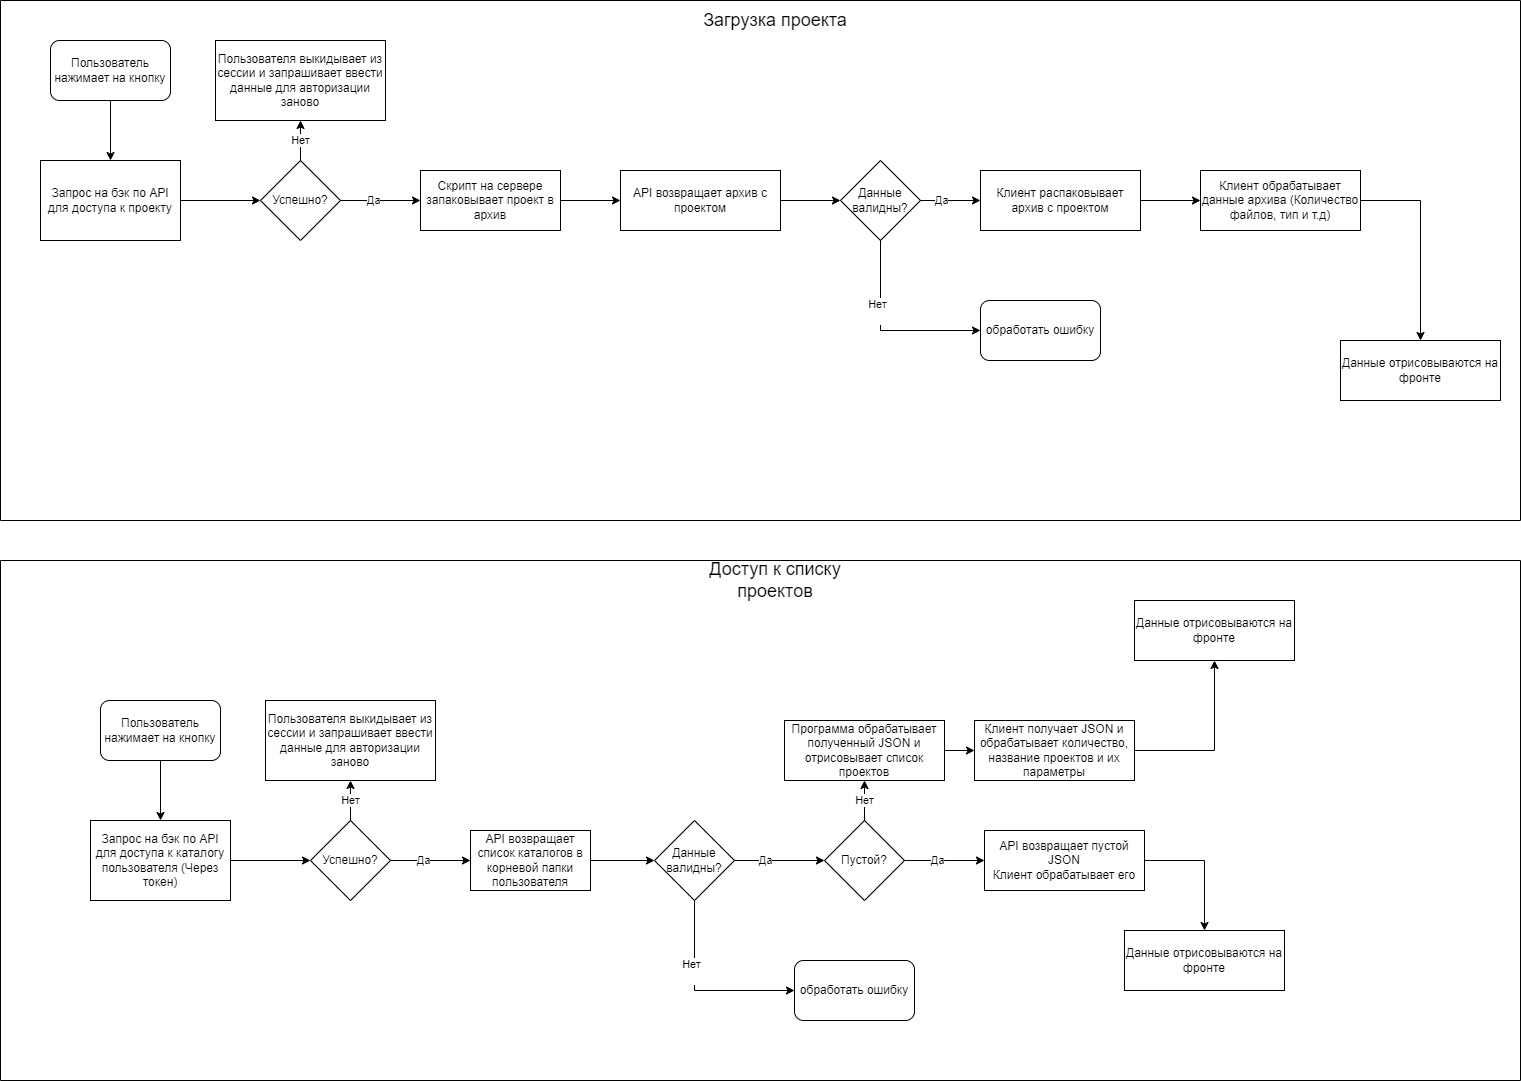 Загрузка проекта
Пользователь
нажимает на кнопку
Пользователя выкидывает из
сессии и запрашивает ввести
данные для авторизации
заново
Нет
Запрос на бэк по API
для доступа к проекту
Успешно?
Да
Скрипт на сервере
запаковывает проект в
архив
API возвращает архив с
проектом
Данные
валидны?
Да
Клиент распаковывает
архив с проектом
Клиент обрабатывает
данные архива (Количество
файлов, тип и т.д)
Нет
обработать ошибку
Данные отрисовываются на
фронте
Доступ к списку
проектов
Данные отрисовываются на
фронте
Пользователь
нажимает на кнопку
Пользователя выкидывает из
сессии и запрашивает ввести
данные для авторизации
заново
Программа обрабатывает
полученный JSON и
отрисовывает список
проектов
Клиент получает JSON и
обрабатывает количество,
название проектов и их
параметры
Нет
Нет
Запрос на бэк по API
для доступа к каталогу
пользователя (Через
токен)
Успешно?
Да
API возвращает
список каталогов в
корневой папки
пользователя
Данные
валидны?
Да
Пустой?
Да
API возвращает пустой
JSON
Клиент обрабатывает его
Нет
обработать ошибку
Данные отрисовываются на
фронте